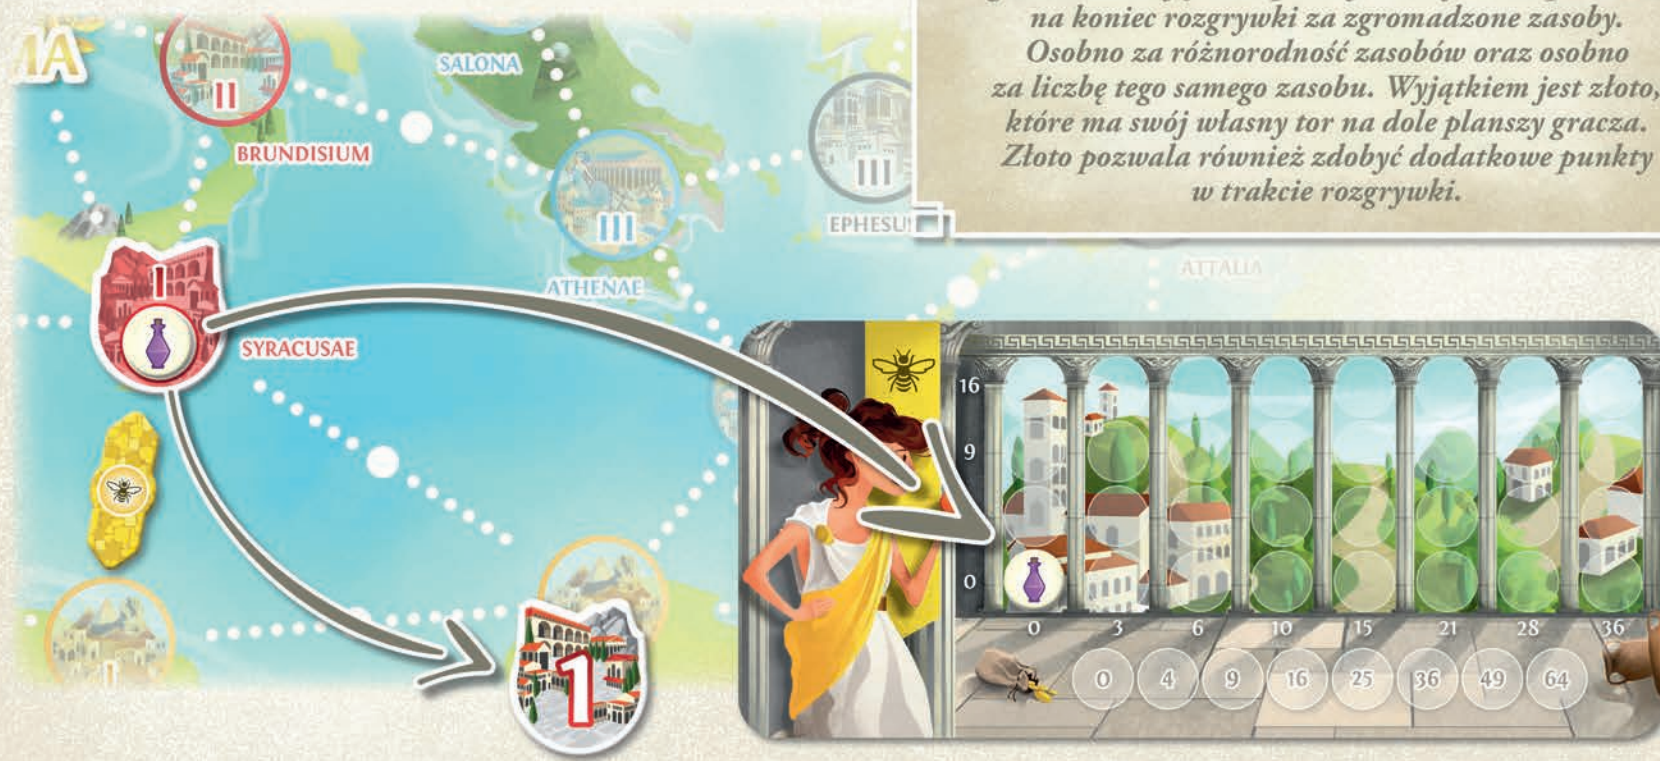 na koniec rozgrywki za zgromadzone zasoby.
Osobno za różnorodność zasobów oraz osobno
za liczbę tego samego zasobu. Wyjątkiem jest złoto,
które ma swój własny tor na dole planszy gracza.
Złoto pozwala również zdobyć dodatkowe punkty
w trakcie rozgrywki.
SALONA
II
BRUNDISIUM
III
ATHENAE
III
EPHESU
ATTALIA
I
SYRACUSAE
1
16
9
0
0 3 6 10 15 21 28 36
0 4 9 16 25 36 49 64